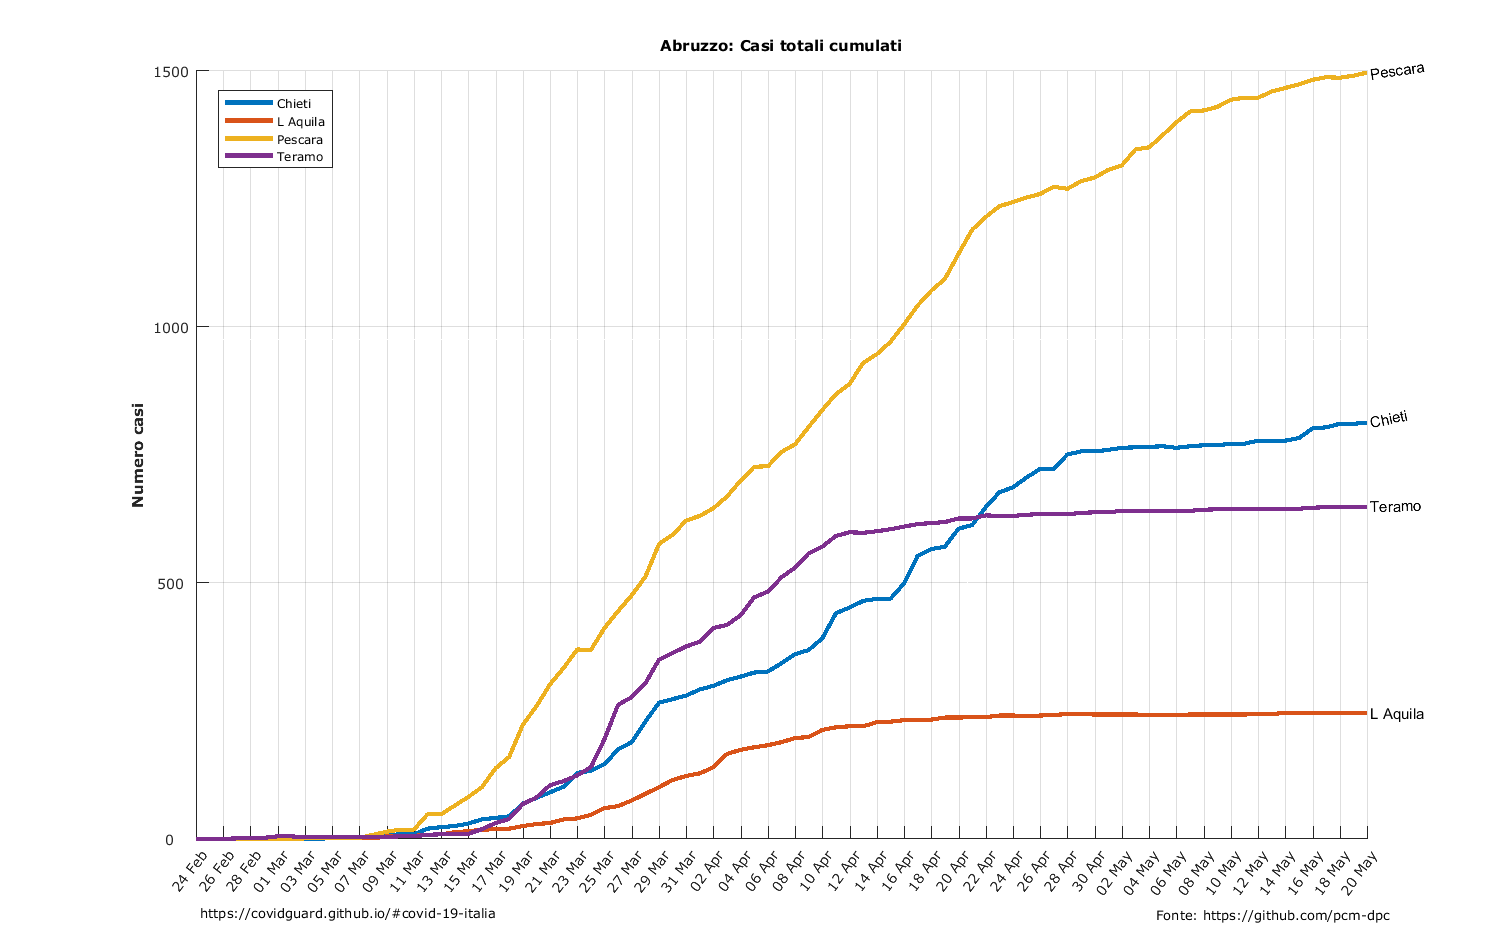 Abruzzo: Casi totali cumulati
1500
1000
500
0
Numero casi
Chieti
L Aquila
Pescara
Teramo
Pescara
Chieti
Teramo
L Aquila
24 Feb
26 Feb
28 Feb
01 Mar
03 Mar
05 Mar
07 Mar
09 Mar
11 Mar
13 Mar
15 Mar
17 Mar
19 Mar
21 Mar
23 Mar
25 Mar
27 Mar
29 Mar
31 Mar
02 Apr
04 Apr
06 Apr
08 Apr
10 Apr
12 Apr
14 Apr
16 Apr
18 Apr
20 Apr
22 Apr
24 Apr
26 Apr
28 Apr
30 Apr
02 May
04 May
06 May
08 May
10 May
12 May
14 May
16 May
18 May
20 May
https://covidguard.github.io/#covid-19-italia
Fonte: https://github.com/pcm-dpc